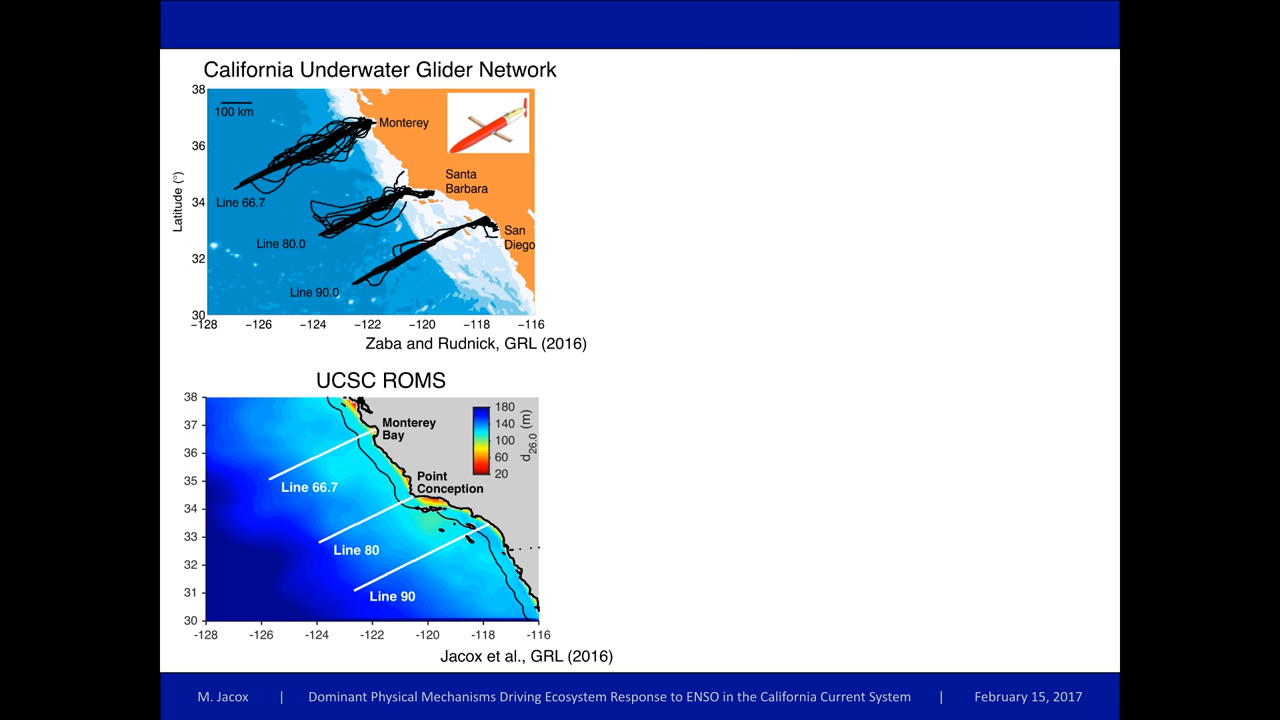 California Underwater Glider Network
38
100 km
Monterey
36
Santa
Barbara
34
Latitude (°)
Line 66.7
San
Diego
Line 80.0
32
Line 90.0
30
−128 −126 −124 −122 −120 −118 −116
Zaba and Rudnick, GRL (2016)
UCSC ROMS
38
180
Monterey
Bay
37
140
d26.0 (m)
100
36
60
Point
Conception
20
35
Line 66.7
34
33
Line 80
32
31
Line 90
30
-128 -126 -124 -122 -120 -118 -116
Jacox et al., GRL (2016)
M. Jacox | Dominant Physical Mechanisms Driving Ecosystem Response to ENSO in the California Current System | February 15, 2017